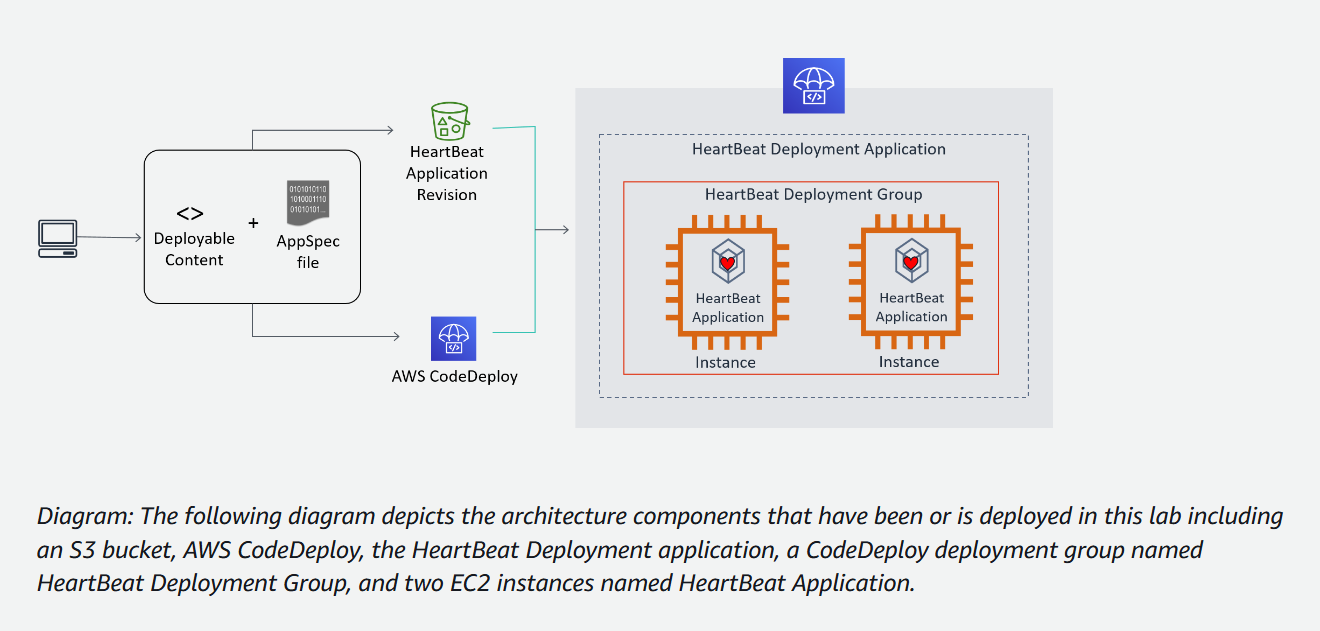 <>
Deployable
Content
+
0101010110
1010001110
01010101...
AppSpec
file
HeartBeat
Application
Revision
</>
AWS CodeDeploy
</>
HeartBeat Deployment Application
HeartBeat Deployment Group
HeartBeat
Application
Instance
HeartBeat
Application
Instance
Diagram: The following diagram depicts the architecture components that have been or is deployed in this lab including
an S3 bucket, AWS CodeDeploy, the HeartBeat Deployment application, a CodeDeploy deployment group named
HeartBeat Deployment Group, and two EC2 instances named HeartBeat Application.